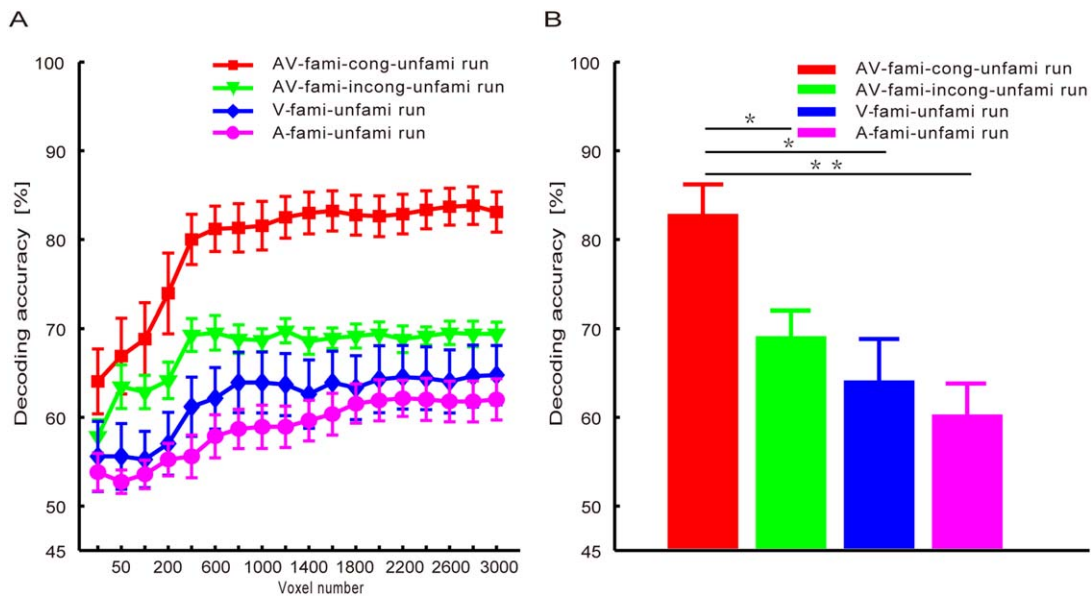 A
AV-fami-cong-unfami run
AV-fami-incong-unfami run
V-fami-unfami run
A-fami-unfami run
Decoding accuracy [%]
100
90
80
70
60
50
45
50 200 600 1000 1400 1800 2200 2600 3000
Voxel number
B
AV-fami-cong-unfami run
AV-fami-incong-unfami run
V-fami-unfami run
A-fami-unfami run
*
*
* *
Decoding accuracy [%]
100
90
80
70
60
50
45